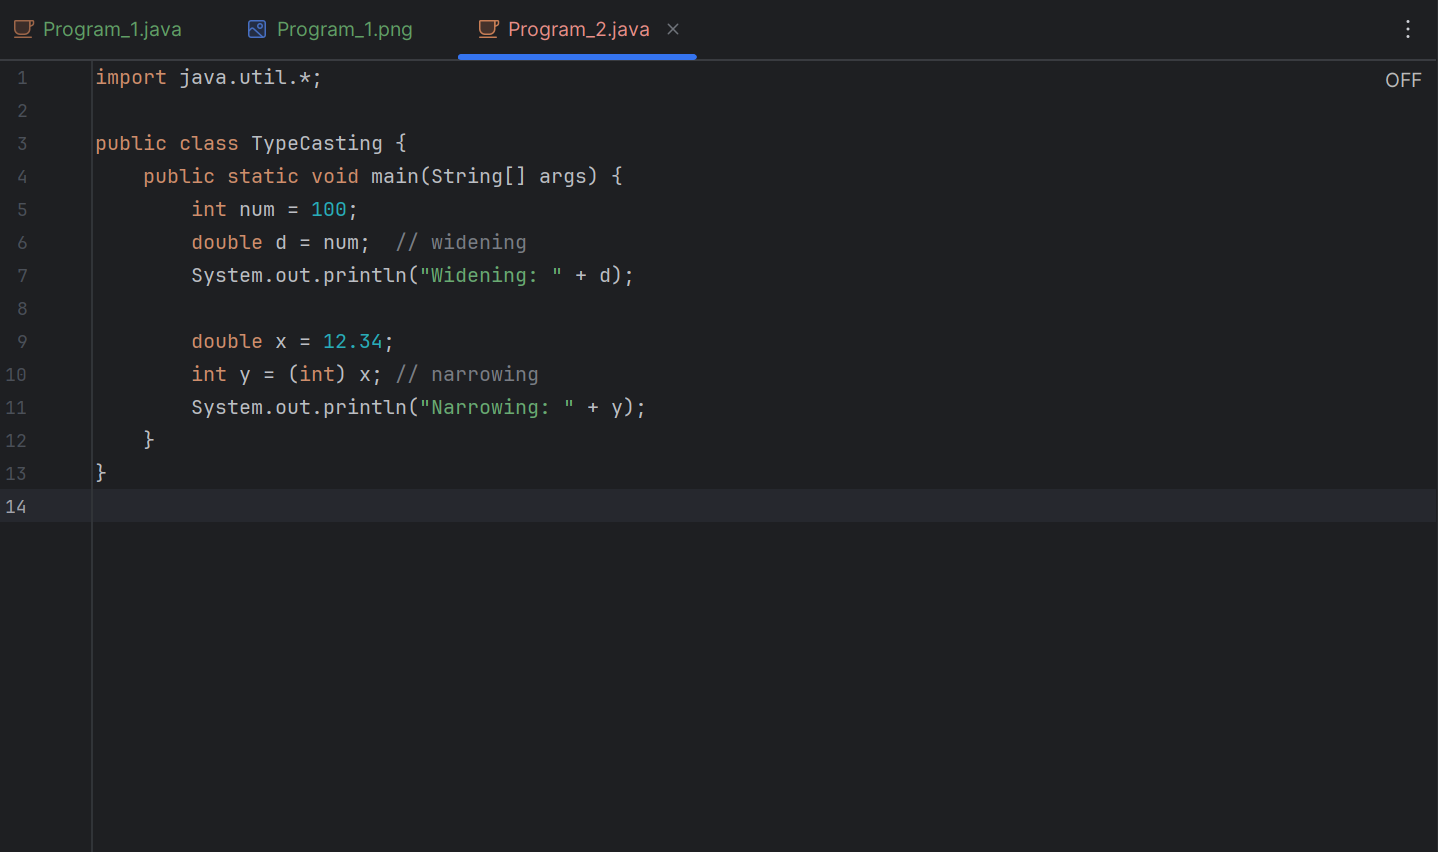 Program_1.java Program_1.png Program_2.java
OFF
1 import java.util.*;
2
3 public class TypeCasting {
4     public static void main(String[] args) {
5         int num = 100;
6         double d = num;  // widening
7         System.out.println("Widening: " + d);
8
9         double x = 12.34;
10         int y = (int) x; // narrowing
11         System.out.println("Narrowing: " + y);
12     }
13 }
14